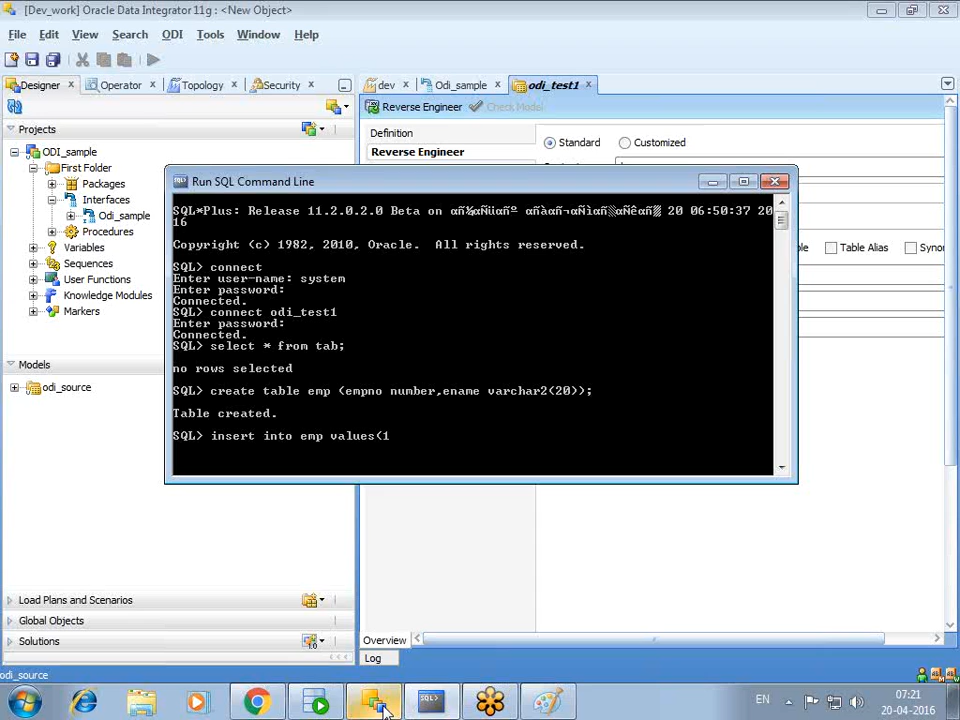 [Dev_work] Oracle Data Integrator 11g : <New Object>
File Edit View Search ODI Tools Window Help
Designer Operator Topology Security dev Odi_sample odi_test1
Reverse Engineer Check Model
Projects
Definition
Reverse Engineer
Standard Customized
ODI_sample
First Folder
Packages
Interfaces
Odi_sample
Procedures
Variables
Sequences
User Functions
Knowledge Modules
Markers
Table Alias
Run SQL Command Line
SQL*Plus: Release 11.2.0.2.0 Beta on 20 06:50:37 20
16
Copyright (c) 1982, 2010, Oracle. All rights reserved.
SQL> connect
Enter user-name: system
Enter password:
Connected.
SQL> connect odi_test1
Enter password:
Connected.
SQL> select * from tab;
no rows selected
SQL> create table emp (empno number,ename varchar2(20));
Table created.
SQL> insert into emp values(1
Models
odi_source
Load Plans and Scenarios
Global Objects
Solutions
Overview
Log
odi_source
EN
07:21
20-04-2016